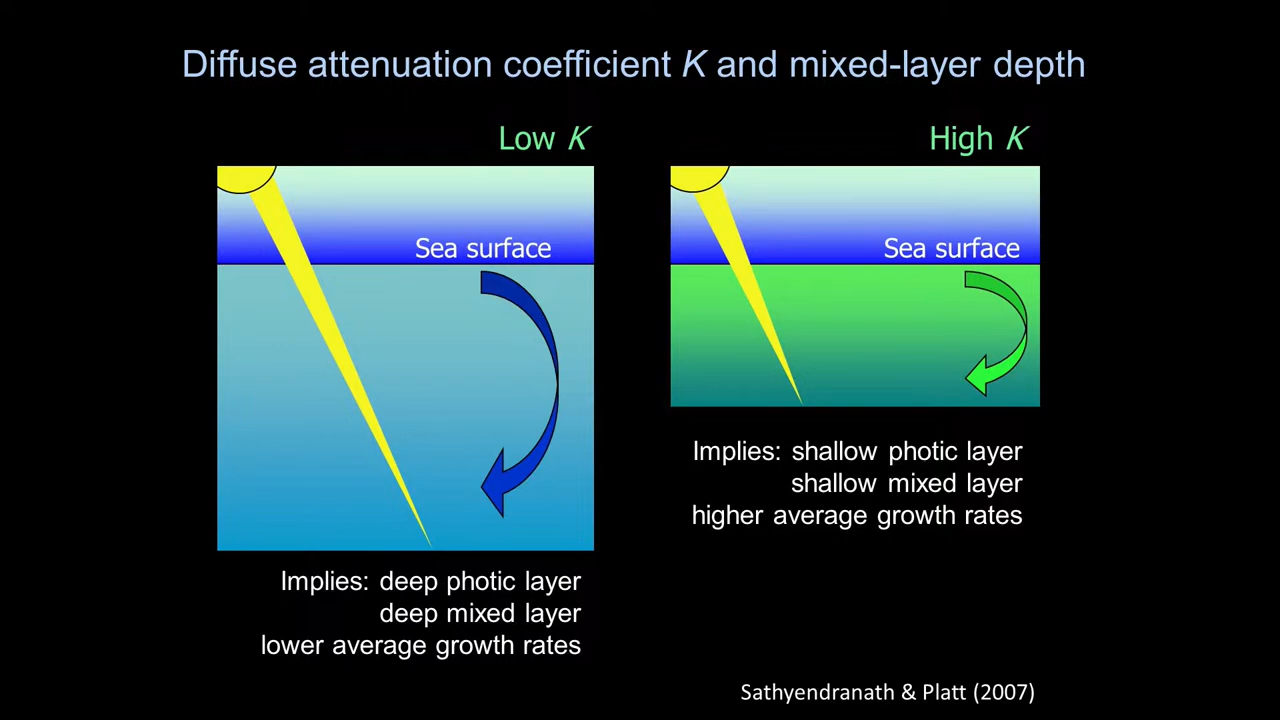 Diffuse attenuation coefficient K and mixed-layer depth
Low K
Sea surface
Implies: deep photic layer
deep mixed layer
lower average growth rates
High K
Sea surface
Implies: shallow photic layer
shallow mixed layer
higher average growth rates
Sathyendranath & Platt (2007)